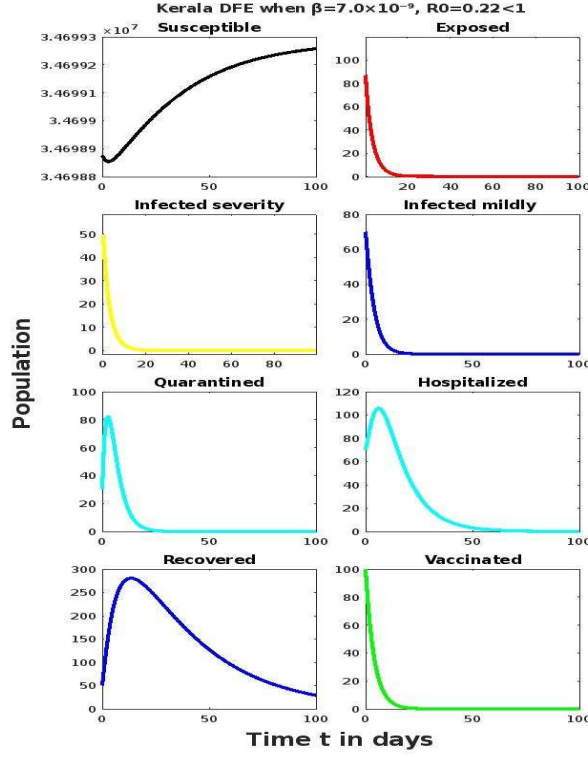 Kerala DFE when β=7.0×10⁻⁹, R0=0.22<1
×10⁷
Susceptible
3.46993
3.46992
3.46991
3.4699
3.46989
3.46988
0 50 100
Exposed
100
80
60
40
20
0
20 40 60 80 100
Infected severity
50
40
30
20
10
0
0 20 40 60 80
Infected mildly
80
60
40
20
0
0 50 100
Population
Quarantined
100
80
60
40
20
0
0 50 100
Hospitalized
120
100
80
60
40
20
0
0 50 100
Recovered
300
250
200
150
100
50
0
0 50 100
Vaccinated
100
80
60
40
20
0
0 50 100
Time t in days